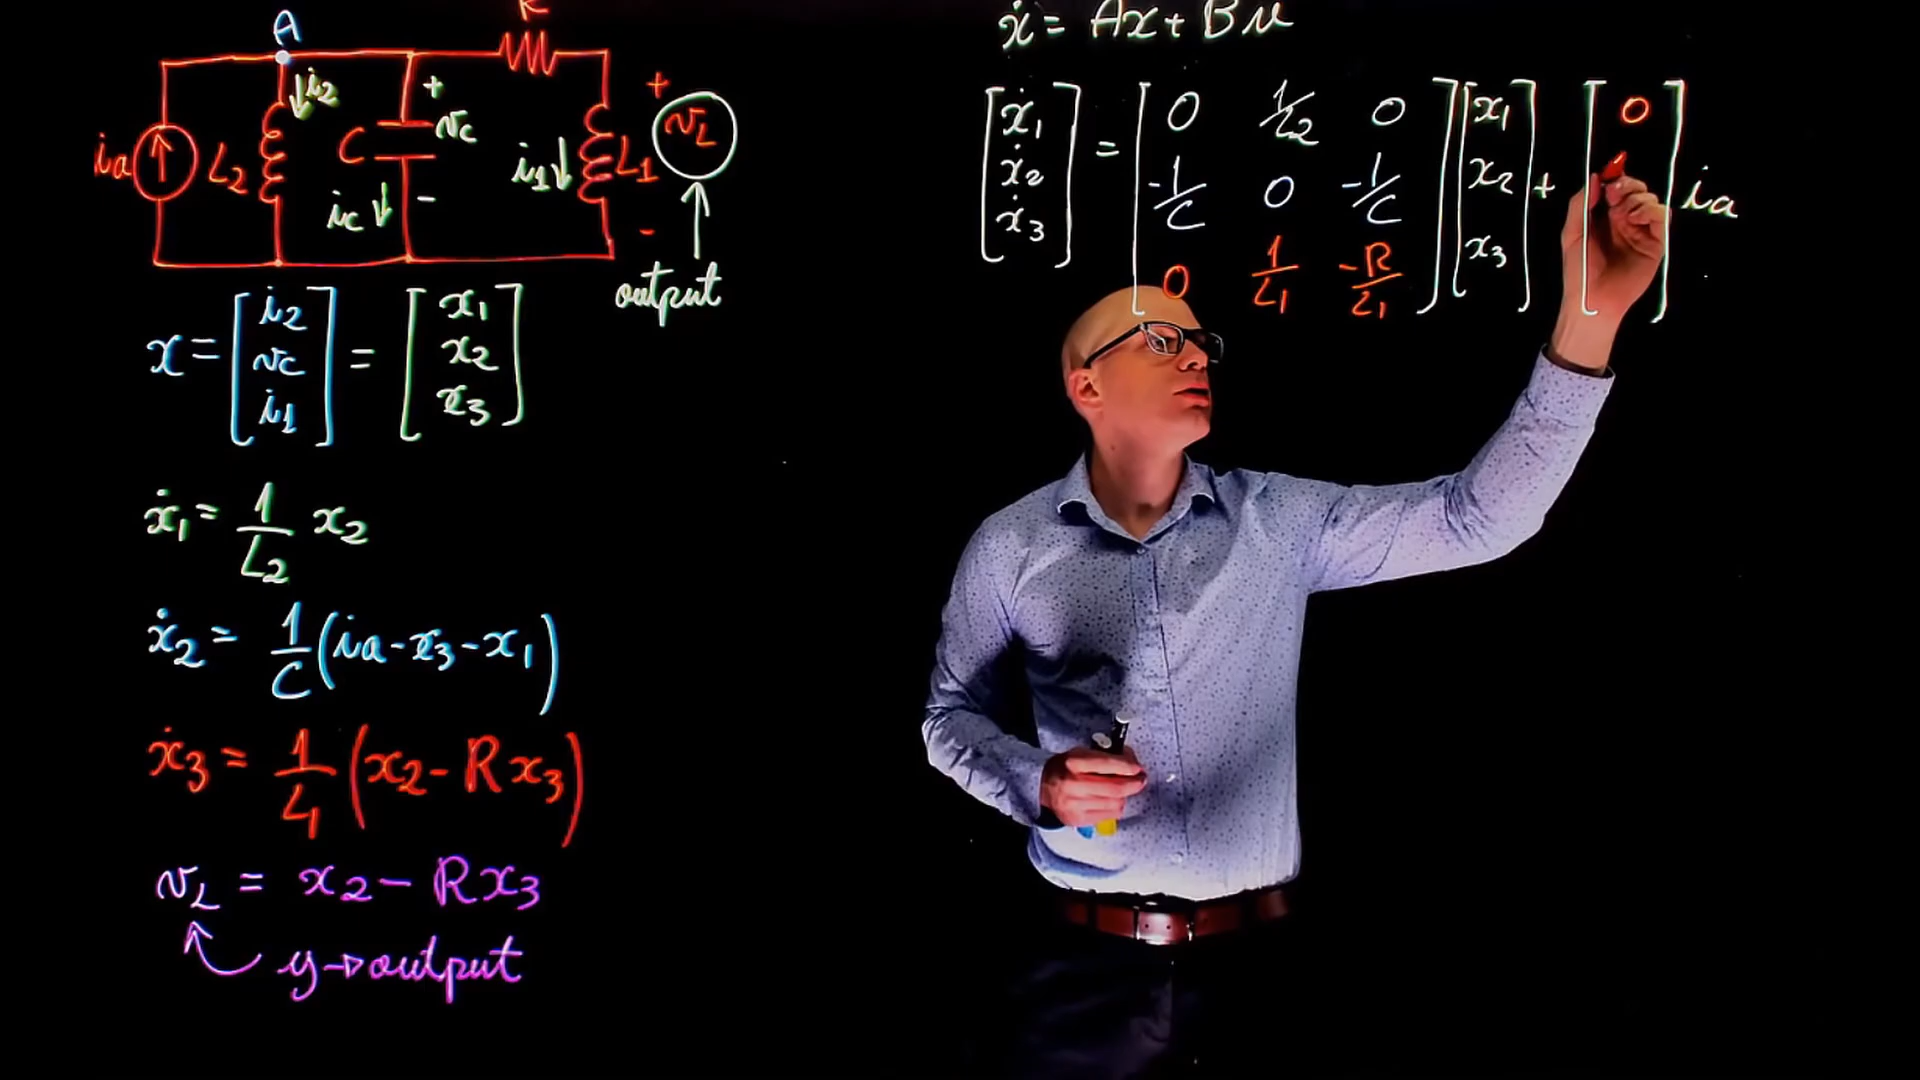 A
R
ia
L2
↓i2
C
+
vc
-
ic↓
i1↓
L1
+
vL
-
output
x = [i2 vc i1] = [x1 x2 x3]
ẋ1 = 1/L2 x2
ẋ2 = 1/C (ia - x3 - x1)
ẋ3 = 1/L1 (x2 - Rx3)
vL = x2 - Rx3
y → output
ẋ = Ax + Bu
[ẋ1 = [0 1/L2 0] [x1 + [0] ia
ẋ2 -1/C 0 -1/C x2
ẋ3] 0 1/L1 -R/L1 x3]